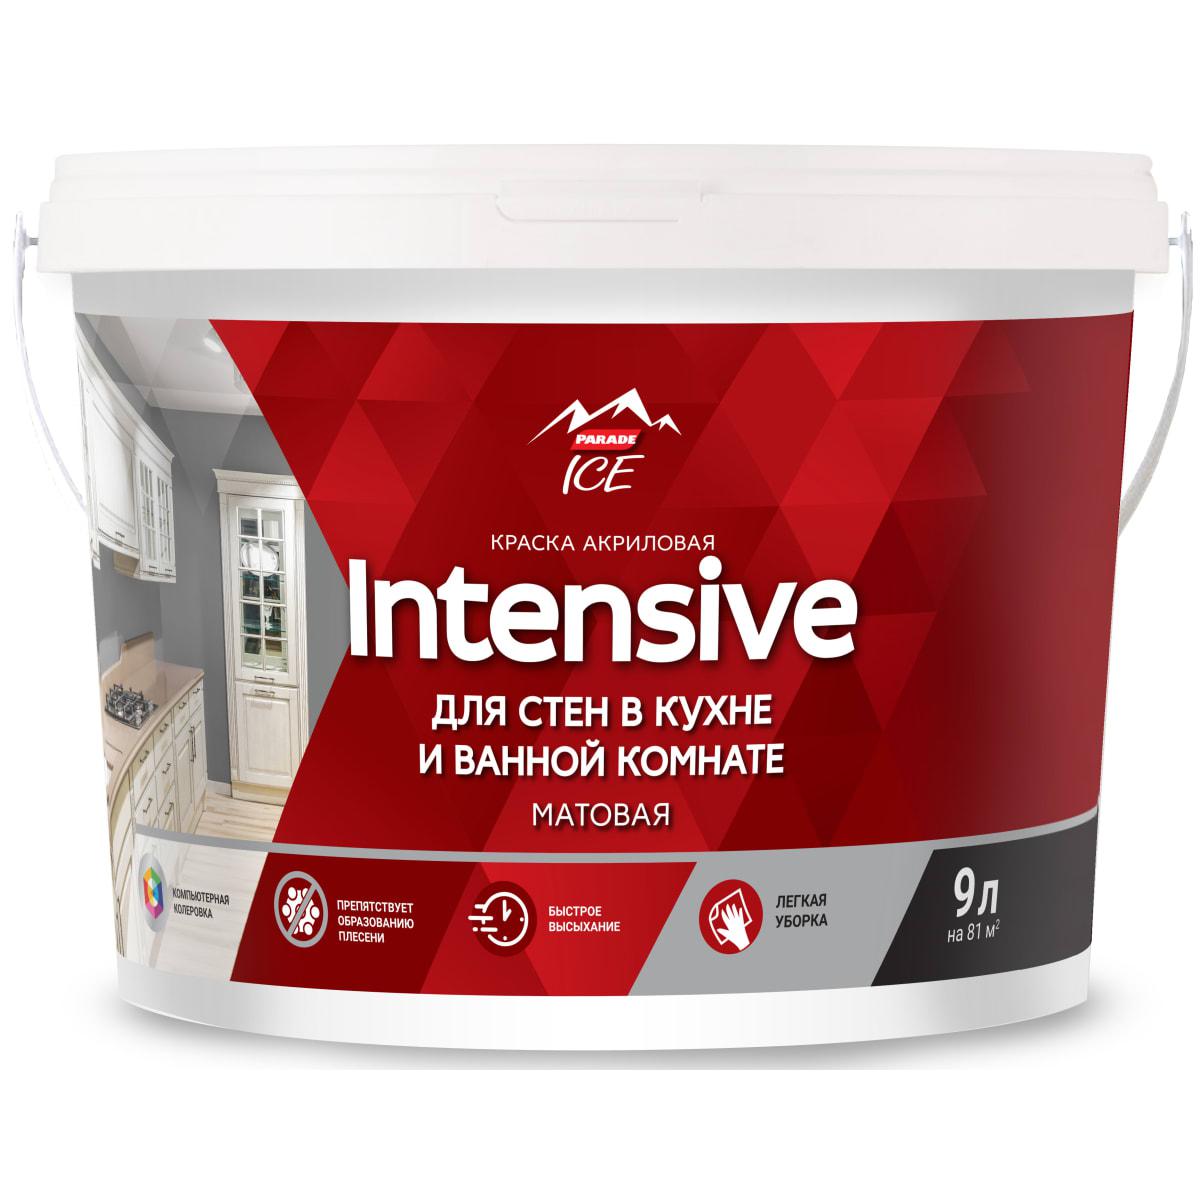 PARADE
ICE
КРАСКА АКРИЛОВАЯ
Intensive
ДЛЯ СТЕН В КУХНЕ
И ВАННОЙ КОМНАТЕ
МАТОВАЯ
КОМПЬЮТЕРНАЯ
КОЛЕРОВКА
ПРЕПЯТСТВУЕТ
ОБРАЗОВАНИЮ
ПЛЕСЕНИ
БЫСТРОЕ
ВЫСЫХАНИЕ
ЛЕГКАЯ
УБОРКА
9 л
на 81 м²